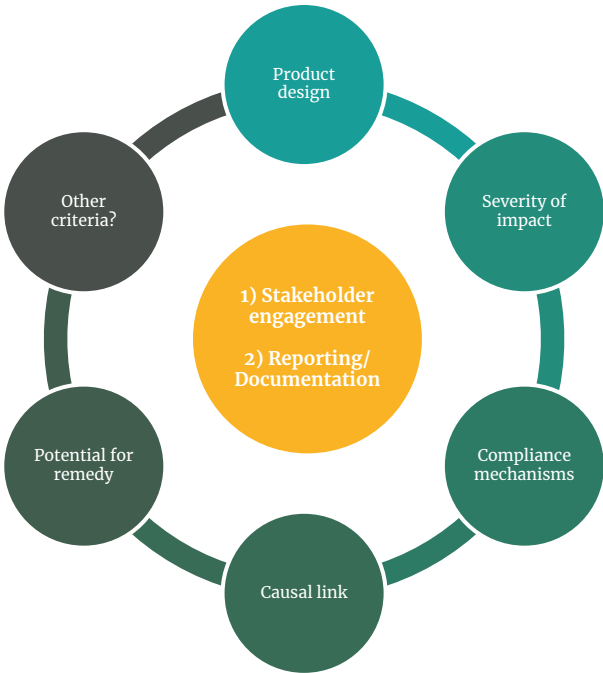 Product
design
Other
criteria?
Severity of
impact
1) Stakeholder
engagement
2) Reporting/
Documentation
Potential for
remedy
Compliance
mechanisms
Causal link